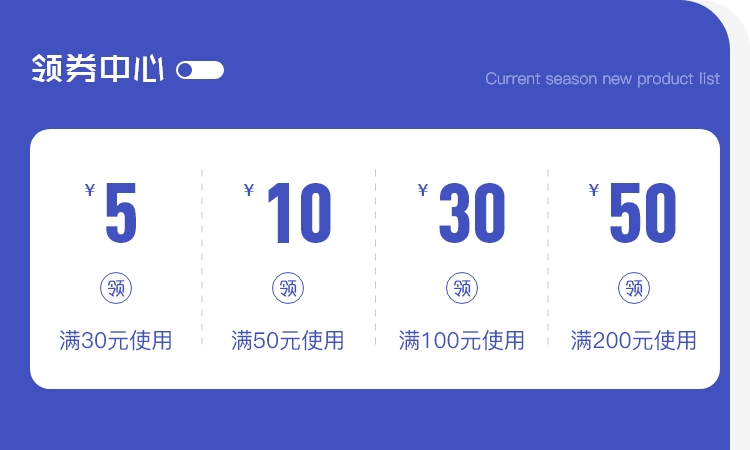 领券中心
Current season new product list
¥5
¥10
¥30
¥50
领
领
领
领
满30元使用
满50元使用
满100元使用
满200元使用